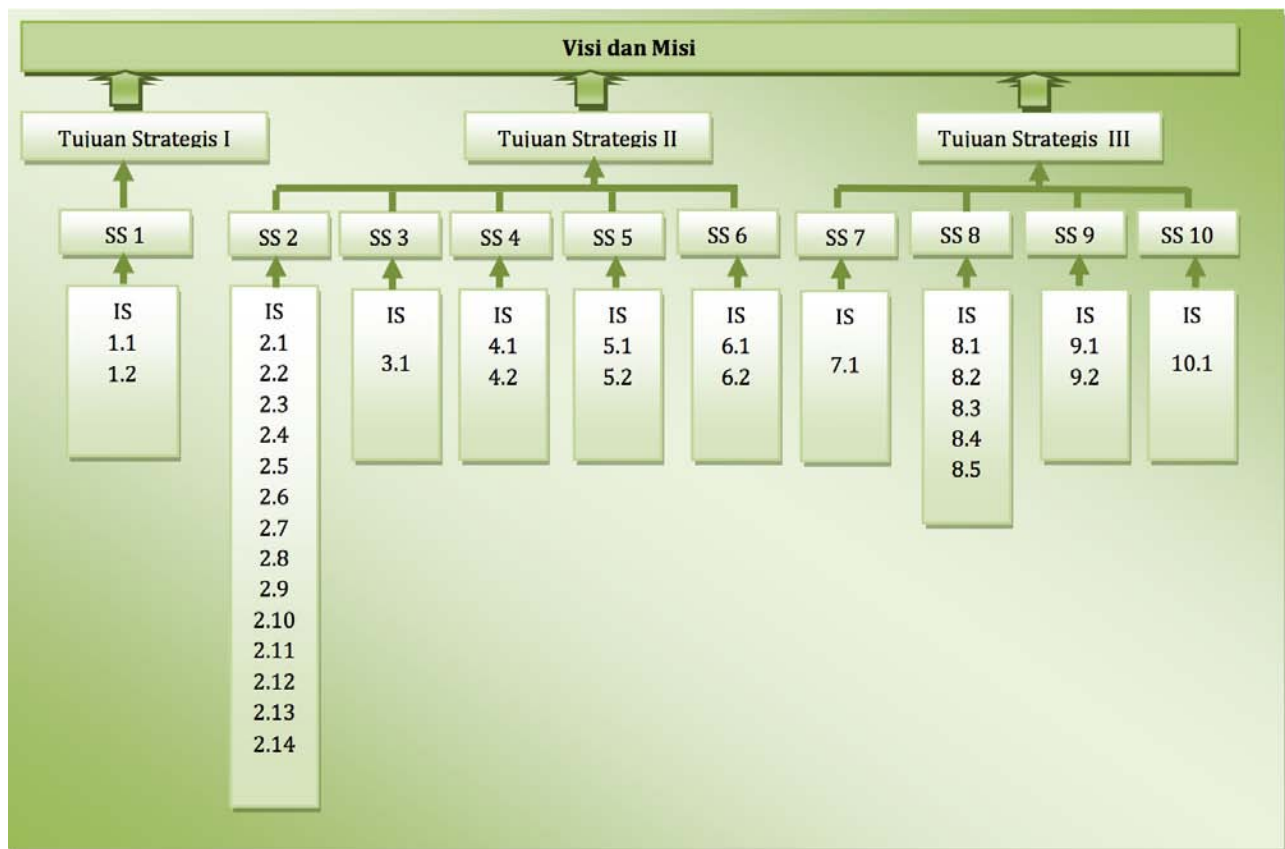 Visi dan Misi
Tujuan Strategis I
Tujuan Strategis II
Tujuan Strategis III
SS 1
SS 2
SS 3
SS 4
SS 5
SS 6
SS 7
SS 8
SS 9
SS 10
IS
1.1
1.2
IS
2.1
2.2
2.3
2.4
2.5
2.6
2.7
2.8
2.9
2.10
2.11
2.12
2.13
2.14
IS
3.1
IS
4.1
4.2
IS
5.1
5.2
IS
6.1
6.2
IS
7.1
IS
8.1
8.2
8.3
8.4
8.5
IS
9.1
9.2
IS
10.1